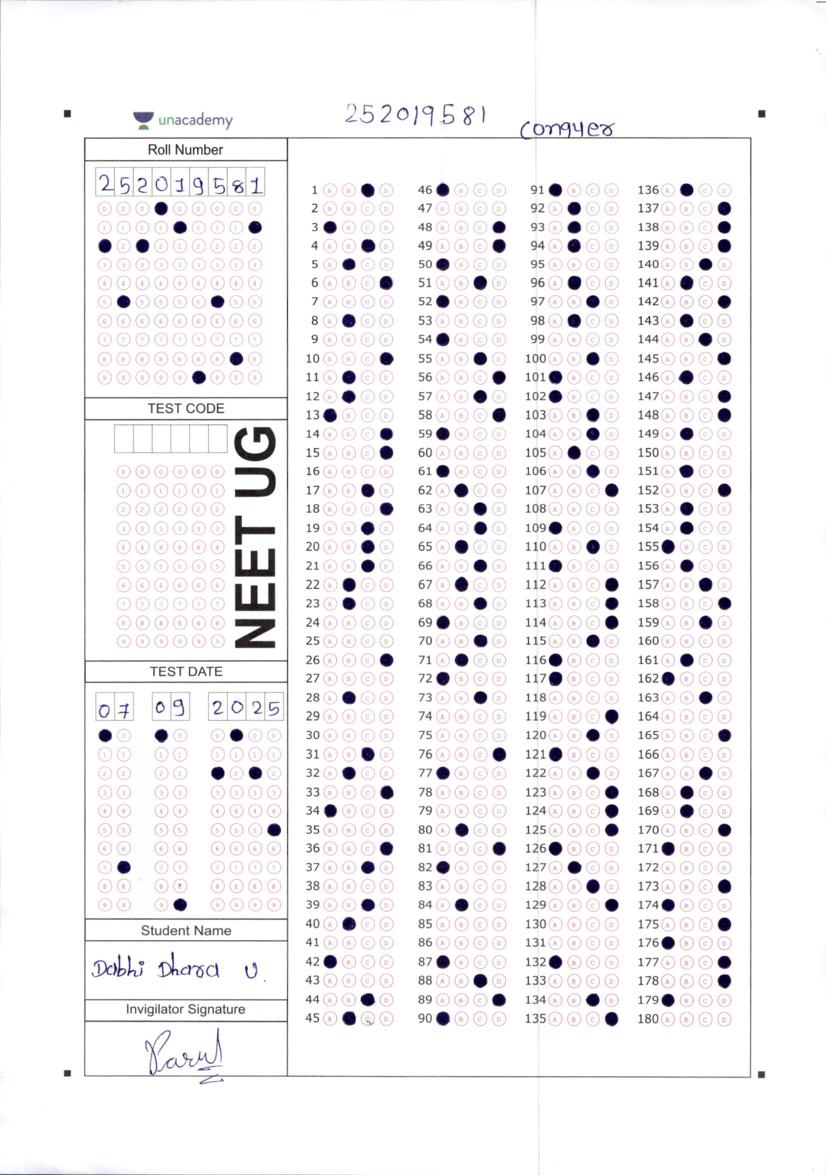 252019581
conquer
unacademy
Roll Number
2 5 2 0 1 9 5 8 1
TEST CODE
NEET UG
TEST DATE
07 09 2025
Student Name
Dabhi Dhara U.
Invigilator Signature
Parul
1 A B D 46 B C D 91 B C D 136 A C D
2 A B C D 47 A B C D 92 A C D 137 A B C
3 B C D 48 A B C 93 A C D 138 A B C
4 A B D 49 A B C 94 A C D 139 A B C
5 A C D 50 B C D 95 A B C D 140 A B D
6 A B C 51 A B D 96 A C D 141 A C D
7 A B C D 52 B C D 97 A B D 142 A B C
8 A C D 53 A B C D 98 A C D 143 A C D
9 A B C D 54 B C D 99 A B C D 144 A B D
10 A B C 55 A B D 100 A B D 145 A B C
11 A C D 56 A B C 101 B C D 146 A C D
12 A C D 57 A B D 102 B C D 147 A B C
13 B C D 58 A B C 103 A B D 148 A B C
14 A B C 59 B C D 104 A B D 149 A C D
15 A B C 60 A B C D 105 A C D 150 A B C D
16 A B C D 61 B C D 106 A B D 151 A C D
17 A B D 62 A C D 107 A B C 152 A B C
18 A B C 63 A B D 108 A B C D 153 A C D
19 A B D 64 A B D 109 B C D 154 A C D
20 A B D 65 A C D 110 A B D 155 B C D
21 A B D 66 A B D 111 B C D 156 A C D
22 A C D 67 A C D 112 A B C 157 A B D
23 A C D 68 A B D 113 A B C 158 A B C
24 A B C D 69 B C D 114 A B C 159 A B D
25 A B C D 70 A B D 115 A B D 160 A B C D
26 A B C 71 A C D 116 B C D 161 A C D
27 A B C D 72 B C D 117 B C D 162 B C D
28 A C D 73 A B D 118 A B C D 163 A B D
29 A B C D 74 A B C D 119 A B C 164 A B C D
30 A B C D 75 A B C D 120 A B D 165 A B C
31 A B D 76 A B C 121 B C D 166 A B C D
32 A C D 77 B C D 122 A B D 167 A B D
33 A B C 78 A B C D 123 A B C 168 A C D
34 B C D 79 A B C D 124 A B C 169 A C D
35 A B C D 80 A C D 125 A B C 170 A B C
36 A B C 81 A B C 126 B C D 171 B C D
37 A B D 82 B C D 127 A C D 172 A B C D
38 A B C D 83 A B C D 128 A B D 173 A B C
39 A B D 84 A C D 129 A B C 174 B C D
40 A C D 85 A B C D 130 A B C D 175 A B C
41 A B C D 86 A B C D 131 A B C D 176 B C D
42 B C D 87 B C D 132 B C D 177 A B C
43 A B C D 88 A B D 133 A B C D 178 A B C
44 A B D 89 A B C 134 A B D 179 B C D
45 A C D 90 B C D 135 A B C 180 A B C D